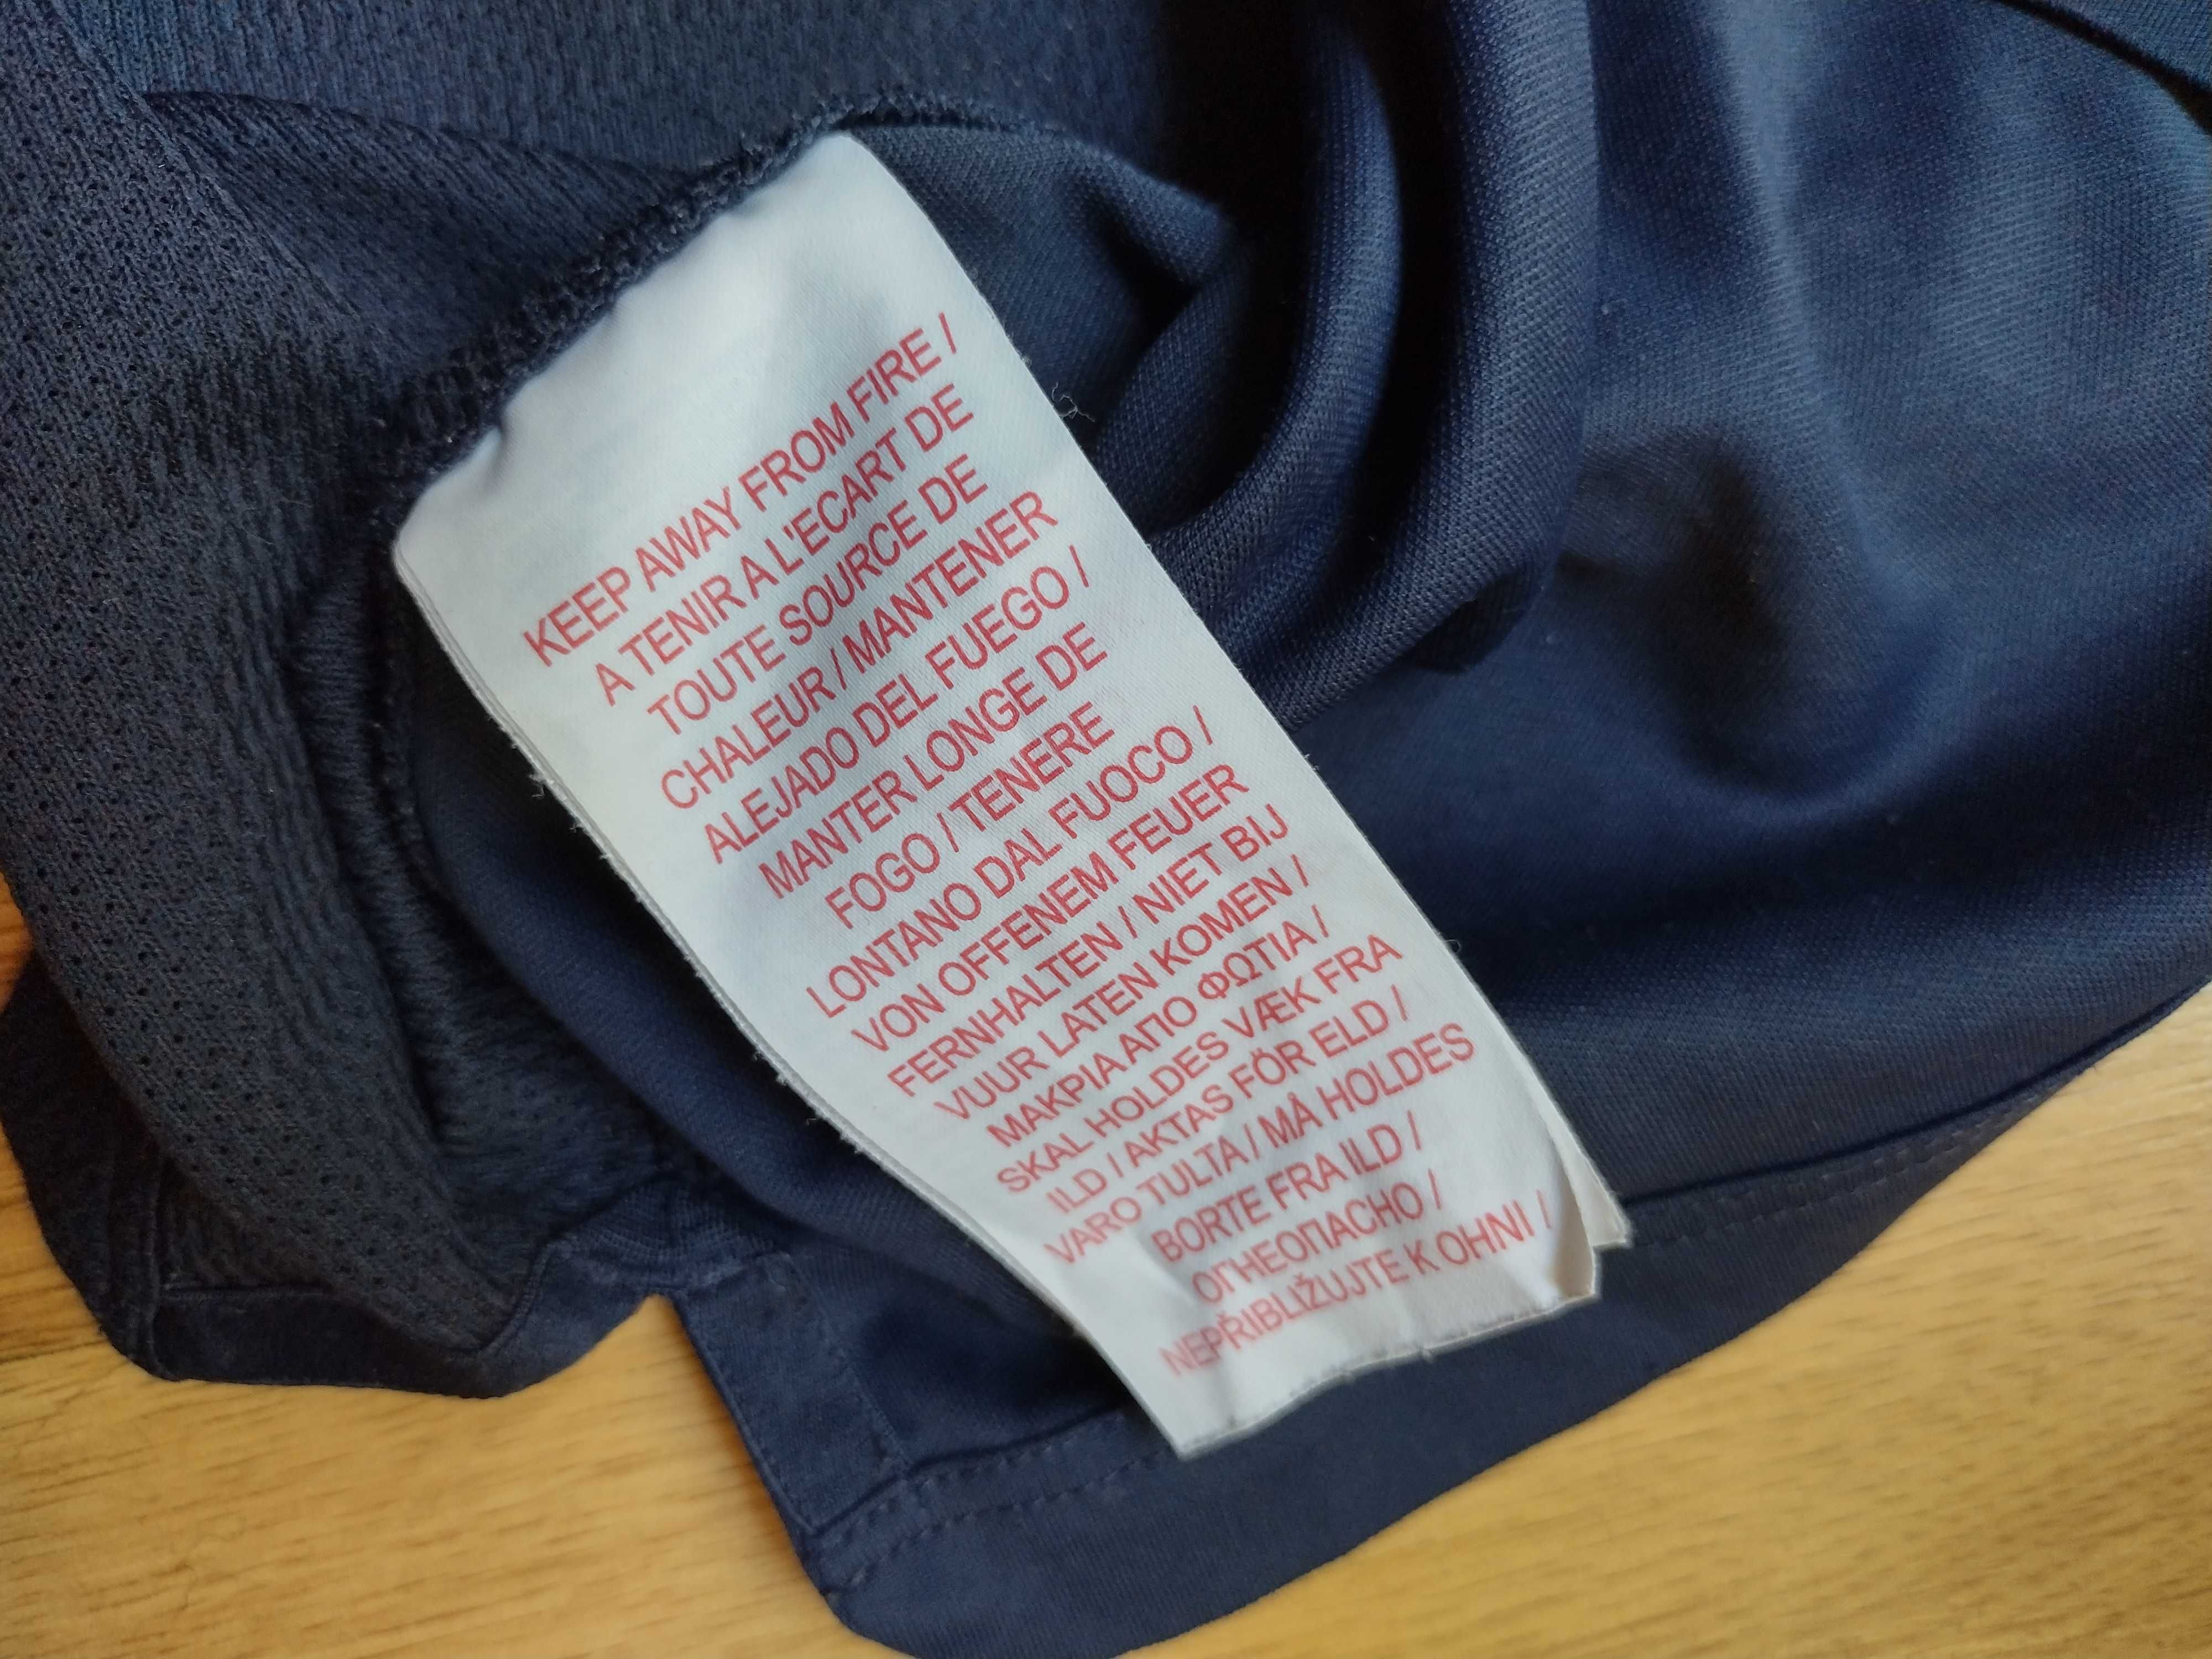 KEEP AWAY FROM FIRE /
A TENIR A L'ECART DE
TOUTE SOURCE DE
CHALEUR / MANTENER
ALEJADO DEL FUEGO /
MANTER LONGE DE
FOGO / TENERE
LONTANO DAL FUOCO /
VON OFFENEM FEUER
FERNHALTEN / NIET BIJ
VUUR LATEN KOMEN /
ΜΑΚΡΙΑ ΑΠΟ ΦΩΤΙΑ /
SKAL HOLDES VÆK FRA
ILD / AKTAS FÖR ELD /
VARO TULTA / MÅ HOLDES
BORTE FRA ILD /
ОГНЕОПАСНО /
NEPŘIBLIŽUJTE K OHNI /